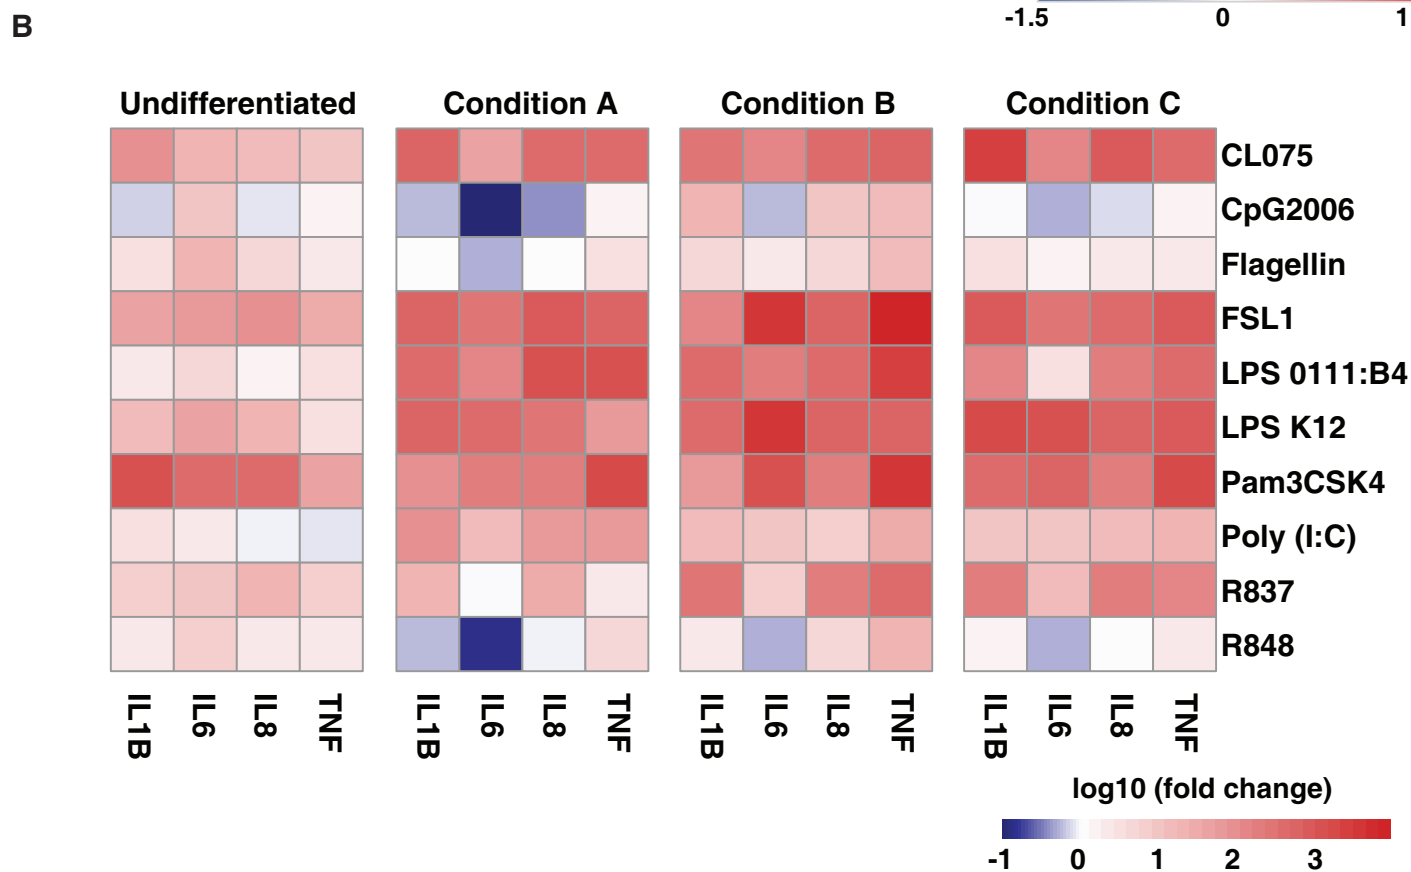 B
-1.5 0 1
Undifferentiated Condition A Condition B Condition C
CL075
CpG2006
Flagellin
FSL1
LPS 0111:B4
LPS K12
Pam3CSK4
Poly (I:C)
R837
R848
IL1B IL6 IL8 TNF IL1B IL6 IL8 TNF IL1B IL6 IL8 TNF IL1B IL6 IL8 TNF
log10 (fold change)
-1 0 1 2 3